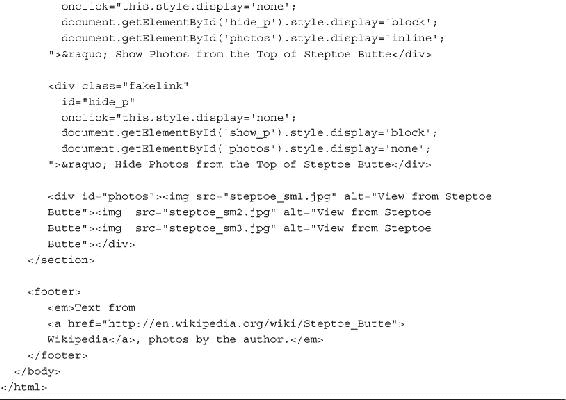 onclick="this.style.display='none';
document.getElementById('hide_p').style.display='block';
document.getElementById('photos').style.display='inline';
">&raquo; Show Photos from the Top of Steptoe Butte</div>
<div class="fakelink"
id="hide_p"
onclick="this.style.display='none';
document.getElementById('show_p').style.display='block';
document.getElementById('photos').style.display='none';
">&raquo; Hide Photos from the Top of Steptoe Butte</div>
<div id="photos"><img src="steptoe_sm1.jpg" alt="View from Steptoe
Butte"><img  src="steptoe_sm2.jpg" alt="View from Steptoe
Butte"><img  src="steptoe_sm3.jpg" alt="View from Steptoe
Butte"></div>
</section>
<footer>
<em>Text from
<a href="http://en.wikipedia.org/wiki/Steptoe_Butte">
Wikipedia</a>, photos by the author.</em>
</footer>
</body>
</html>